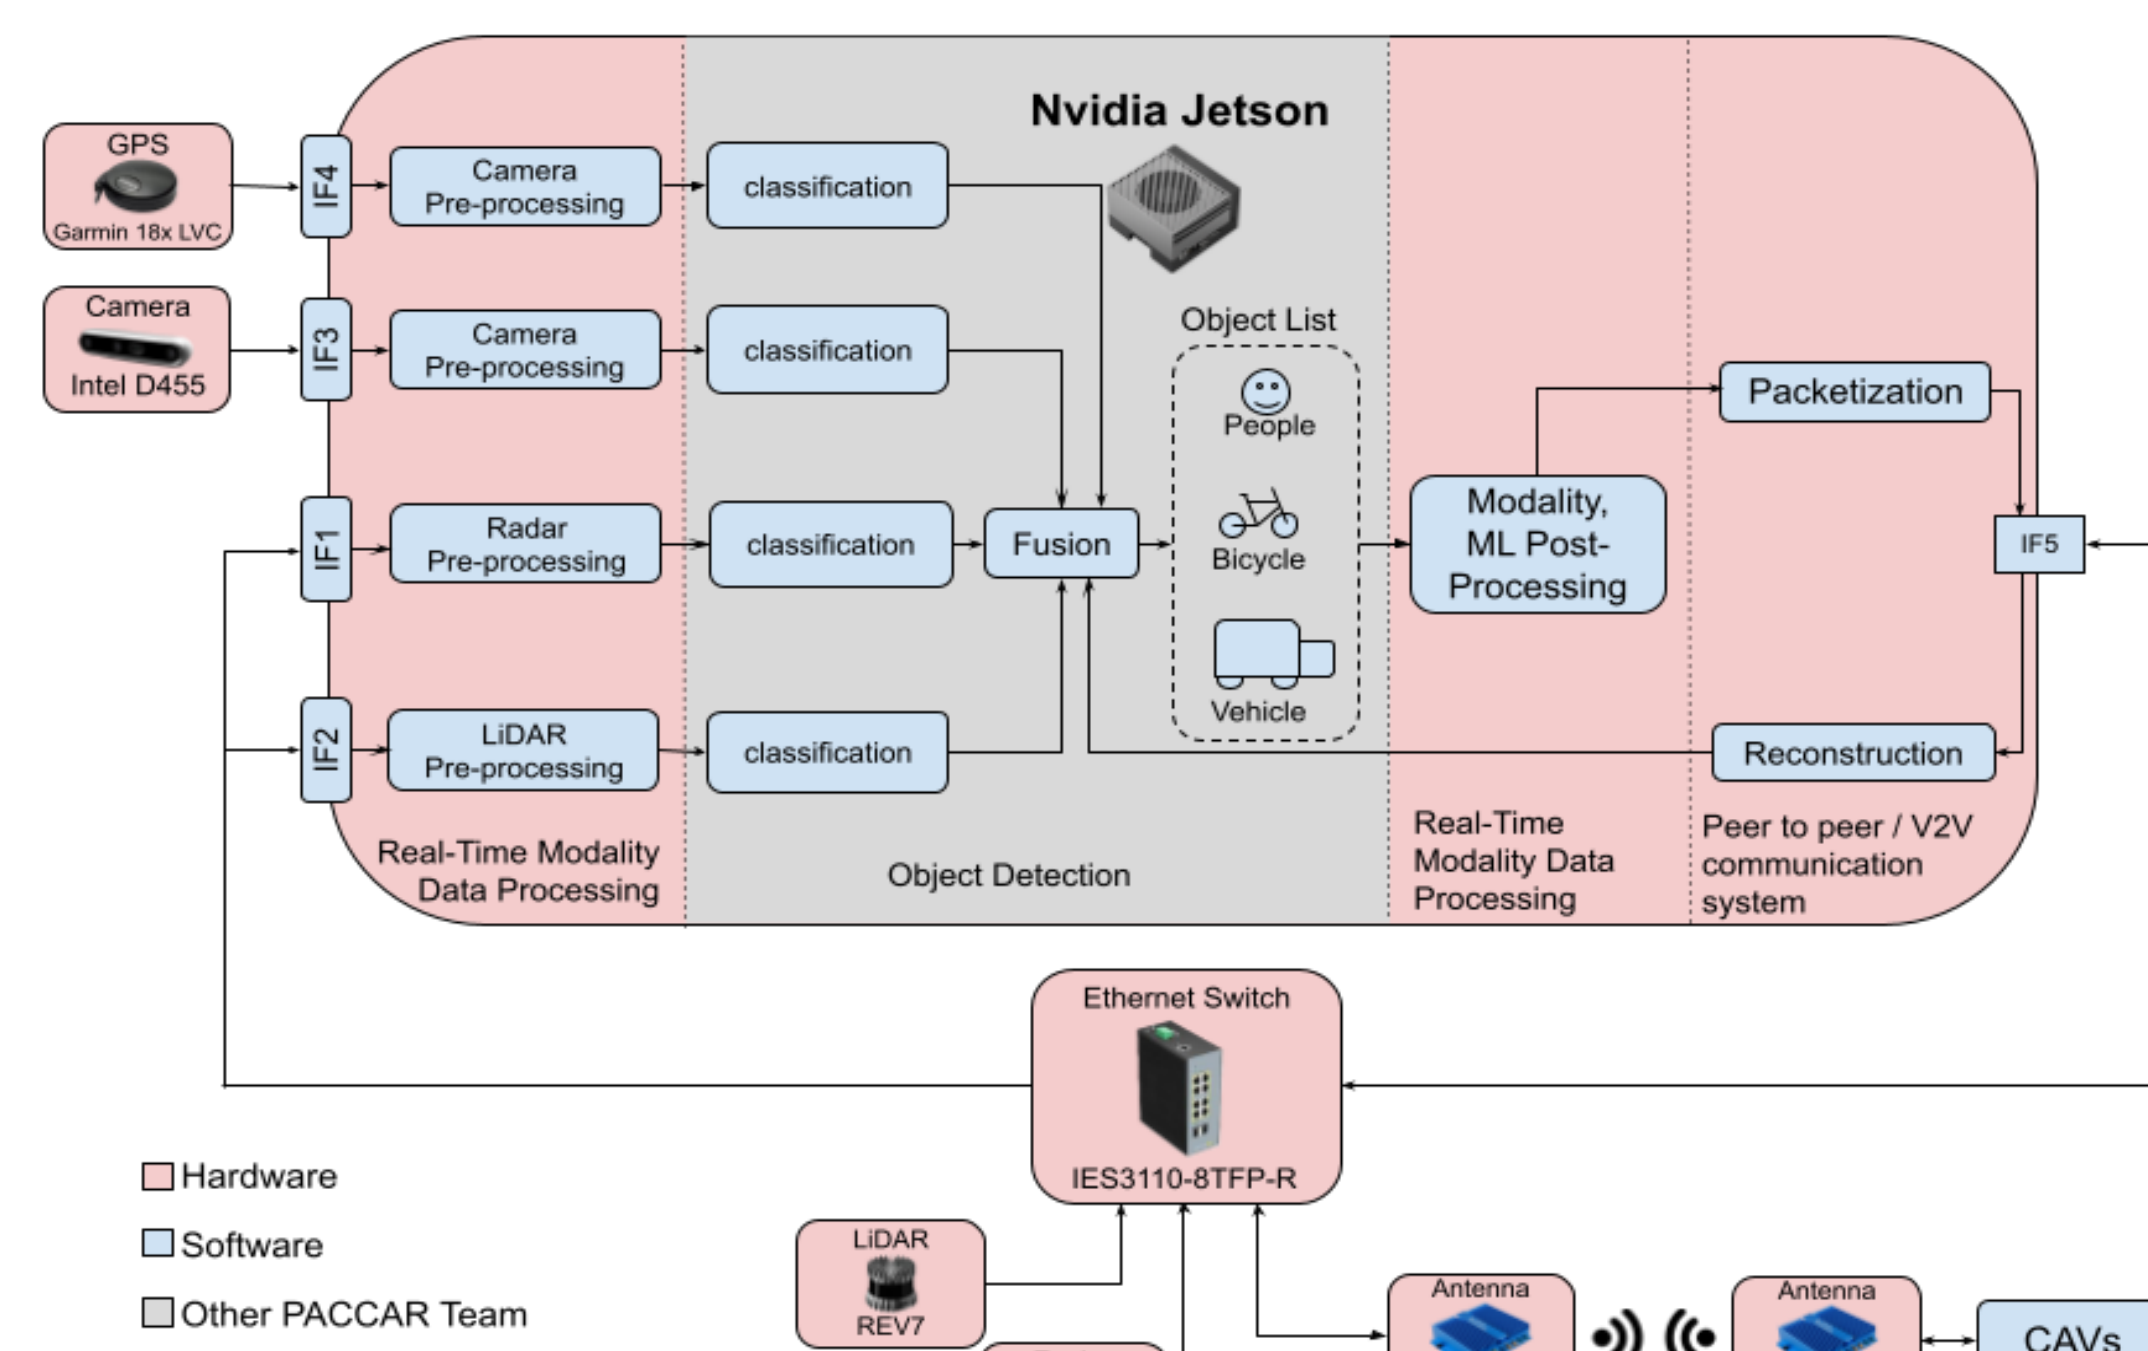 Nvidia Jetson
GPS
Garmin 18x LVC
IF4
Camera
Pre-processing
classification
Camera
Intel D455
IF3
Camera
Pre-processing
classification
Object List
People
Bicycle
Vehicle
IF1
Radar
Pre-processing
classification
Fusion
Modality,
ML Post-
Processing
Packetization
IF5
IF2
LiDAR
Pre-processing
classification
Reconstruction
Real-Time Modality
Data Processing
Object Detection
Real-Time
Modality Data
Processing
Peer to peer / V2V
communication
system
Ethernet Switch
IES3110-8TFP-R
Hardware
Software
Other PACCAR Team
LiDAR
REV7
Antenna
Antenna
CAVs